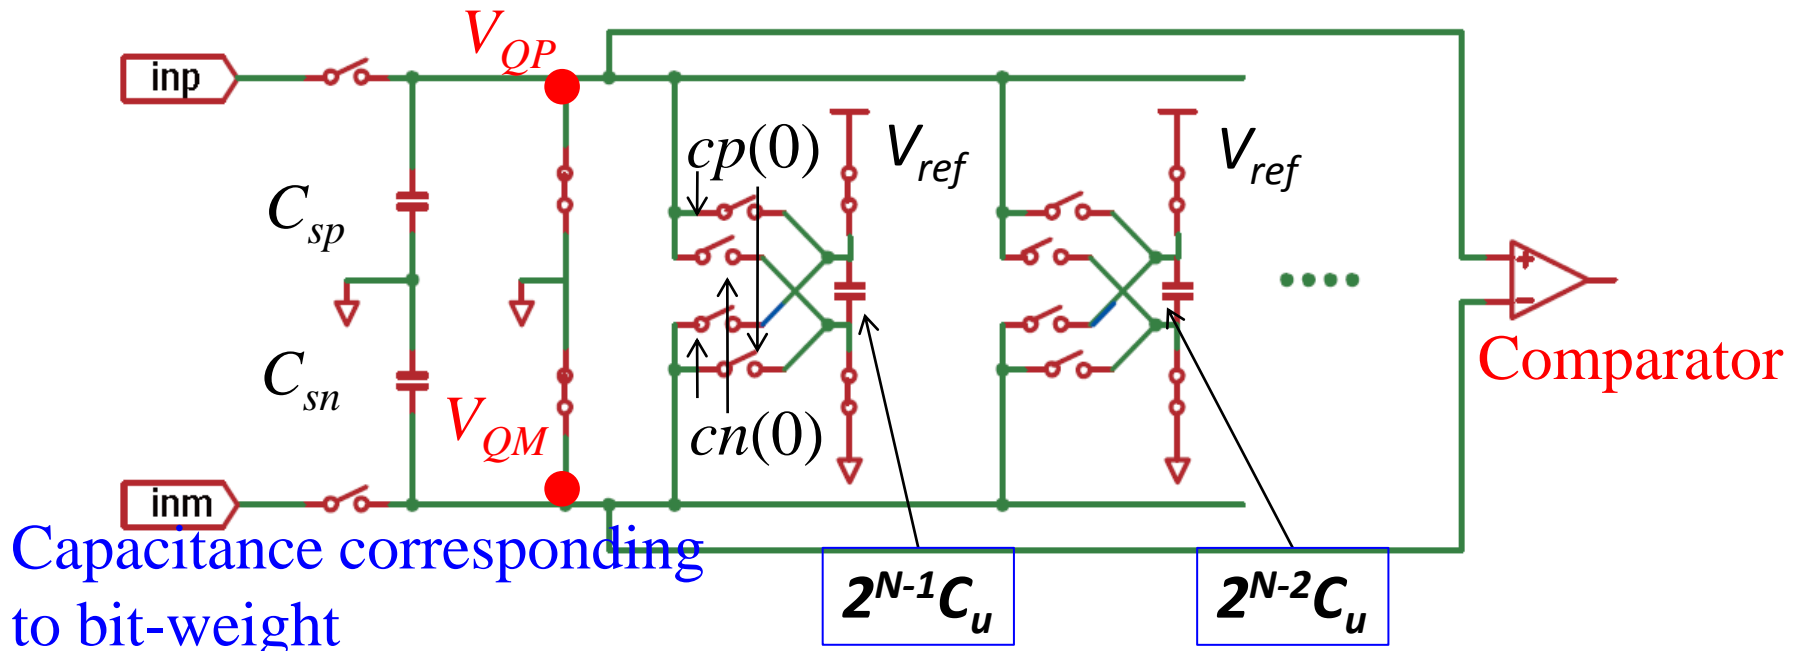 V_QP
inp
cp(0)
V_ref
V_ref
C_sp
+
−
Comparator
C_sn
V_QM
cn(0)
inm
Capacitance corresponding
to bit-weight
2^{N-1}C_u
2^{N-2}C_u